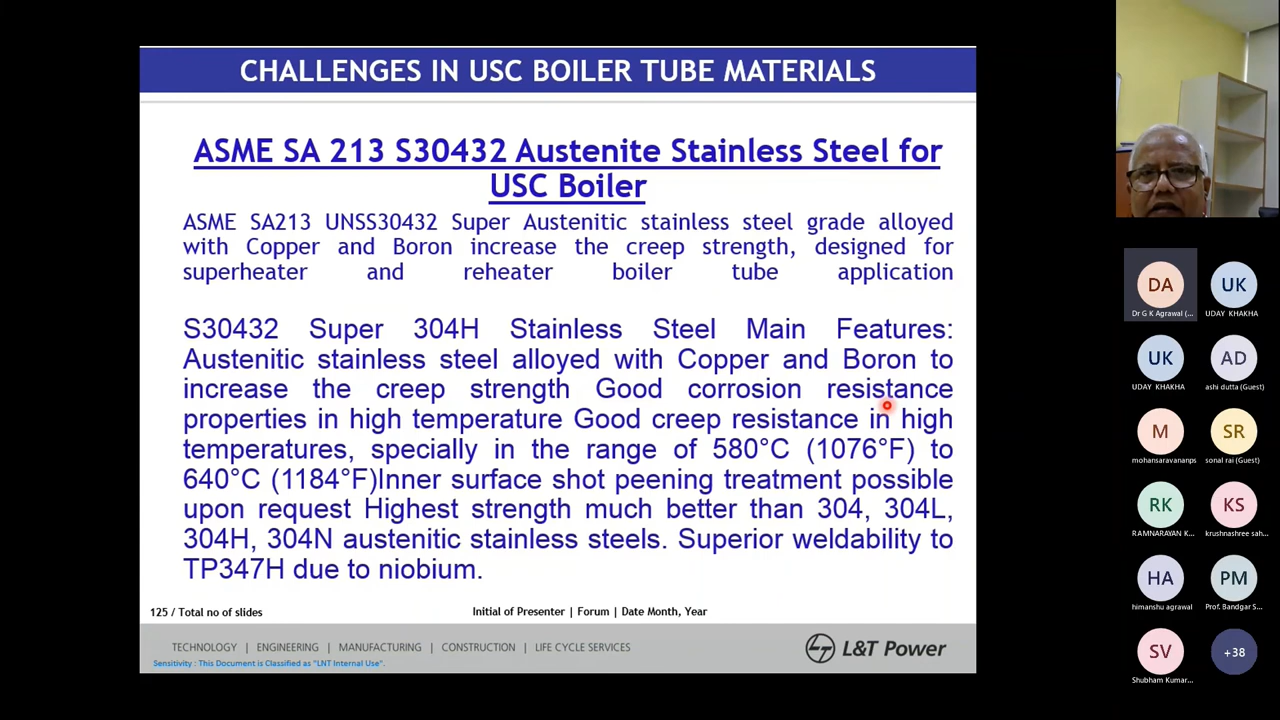 CHALLENGES IN USC BOILER TUBE MATERIALS
ASME SA 213 S30432 Austenite Stainless Steel for
USC Boiler
ASME SA213 UNSS30432 Super Austenitic stainless steel grade alloyed
with Copper and Boron increase the creep strength, designed for
superheater and reheater boiler tube application
S30432 Super 304H Stainless Steel Main Features:
Austenitic stainless steel alloyed with Copper and Boron to
increase the creep strength Good corrosion resistance
properties in high temperature Good creep resistance in high
temperatures, specially in the range of 580°C (1076°F) to
640°C (1184°F)Inner surface shot peening treatment possible
upon request Highest strength much better than 304, 304L,
304H, 304N austenitic stainless steels. Superior weldability to
TP347H due to niobium.
125 / Total no of slides
Initial of Presenter | Forum | Date Month, Year
TECHNOLOGY | ENGINEERING | MANUFACTURING | CONSTRUCTION | LIFE CYCLE SERVICES
L&T Power
Sensitivity : This Document is Classified as "LNT Internal Use".
DA
UK
Dr G K Agrawal (...
UDAY KHAKHA
UK
AD
UDAY KHAKHA
ashi dutta (Guest)
M
SR
mohansaravananps
sonal rai (Guest)
RK
KS
RAMNARAYAN K...
krushnashree sah...
HA
PM
himanshu agrawal
Prof. Bandgar S...
SV
+38
Shubham Kumar...